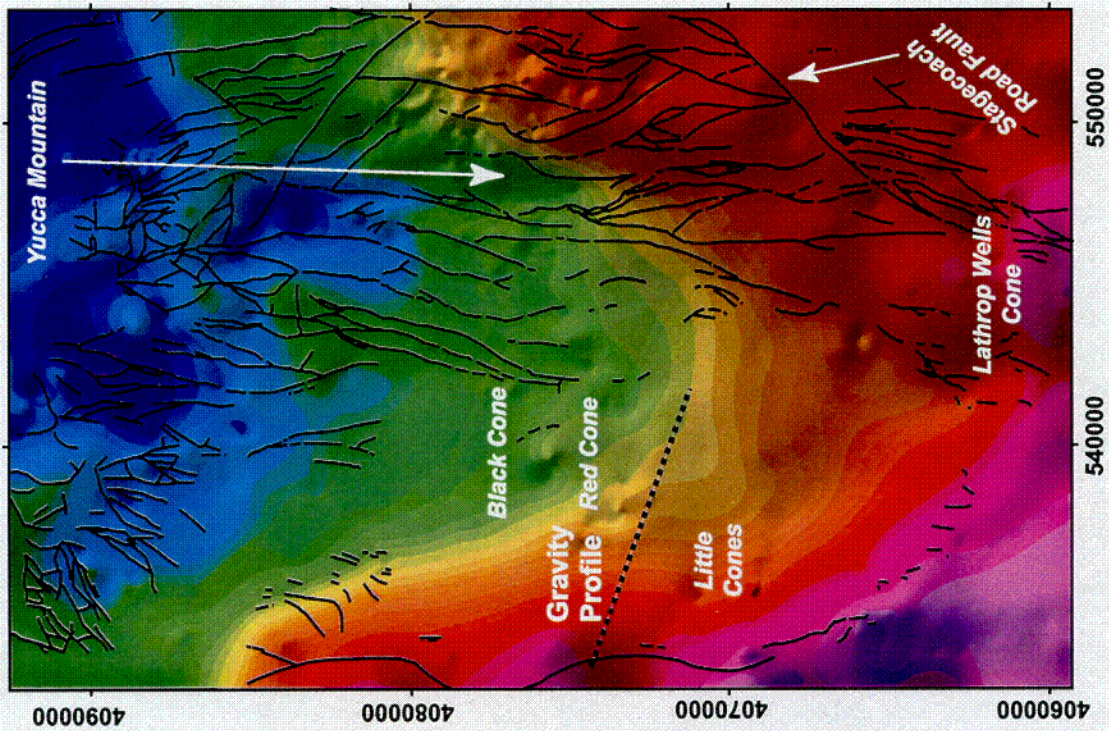 Yucca Mountain
Black Cone
Red Cone
Gravity
Profile
Little
Cones
Lathrop Wells
Cone
Stagecoach
Road Fault
550000
540000
4090000
4080000
4070000
4060000